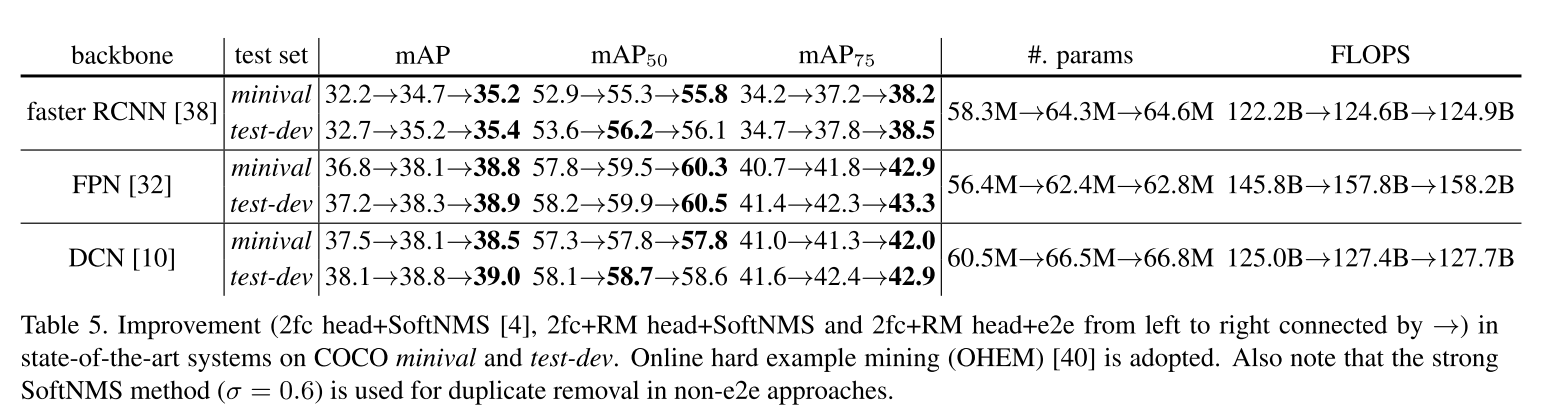 backbone test set mAP mAP50 mAP75 #. params FLOPS
faster RCNN [38] minival 32.2→34.7→35.2 52.9→55.3→55.8 34.2→37.2→38.2 58.3M→64.3M→64.6M 122.2B→124.6B→124.9B
test-dev 32.7→35.2→35.4 53.6→56.2→56.1 34.7→37.8→38.5
FPN [32] minival 36.8→38.1→38.8 57.8→59.5→60.3 40.7→41.8→42.9 56.4M→62.4M→62.8M 145.8B→157.8B→158.2B
test-dev 37.2→38.3→38.9 58.2→59.9→60.5 41.4→42.3→43.3
DCN [10] minival 37.5→38.1→38.5 57.3→57.8→57.8 41.0→41.3→42.0 60.5M→66.5M→66.8M 125.0B→127.4B→127.7B
test-dev 38.1→38.8→39.0 58.1→58.7→58.6 41.6→42.4→42.9
Table 5. Improvement (2fc head+SoftNMS [4], 2fc+RM head+SoftNMS and 2fc+RM head+e2e from left to right connected by →) in
state-of-the-art systems on COCO minival and test-dev. Online hard example mining (OHEM) [40] is adopted. Also note that the strong
SoftNMS method (σ = 0.6) is used for duplicate removal in non-e2e approaches.